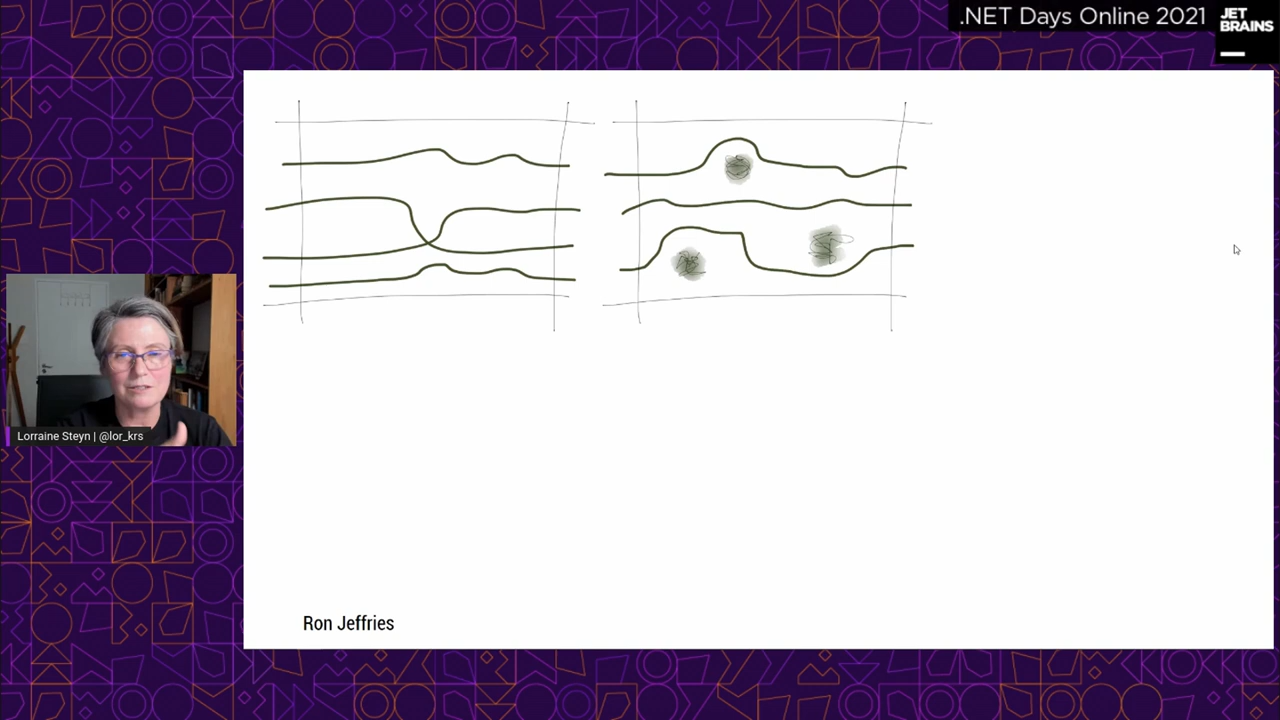 .NET Days Online 2021
JET
BRAINS
Lorraine Steyn | @lor_krs
Ron Jeffries